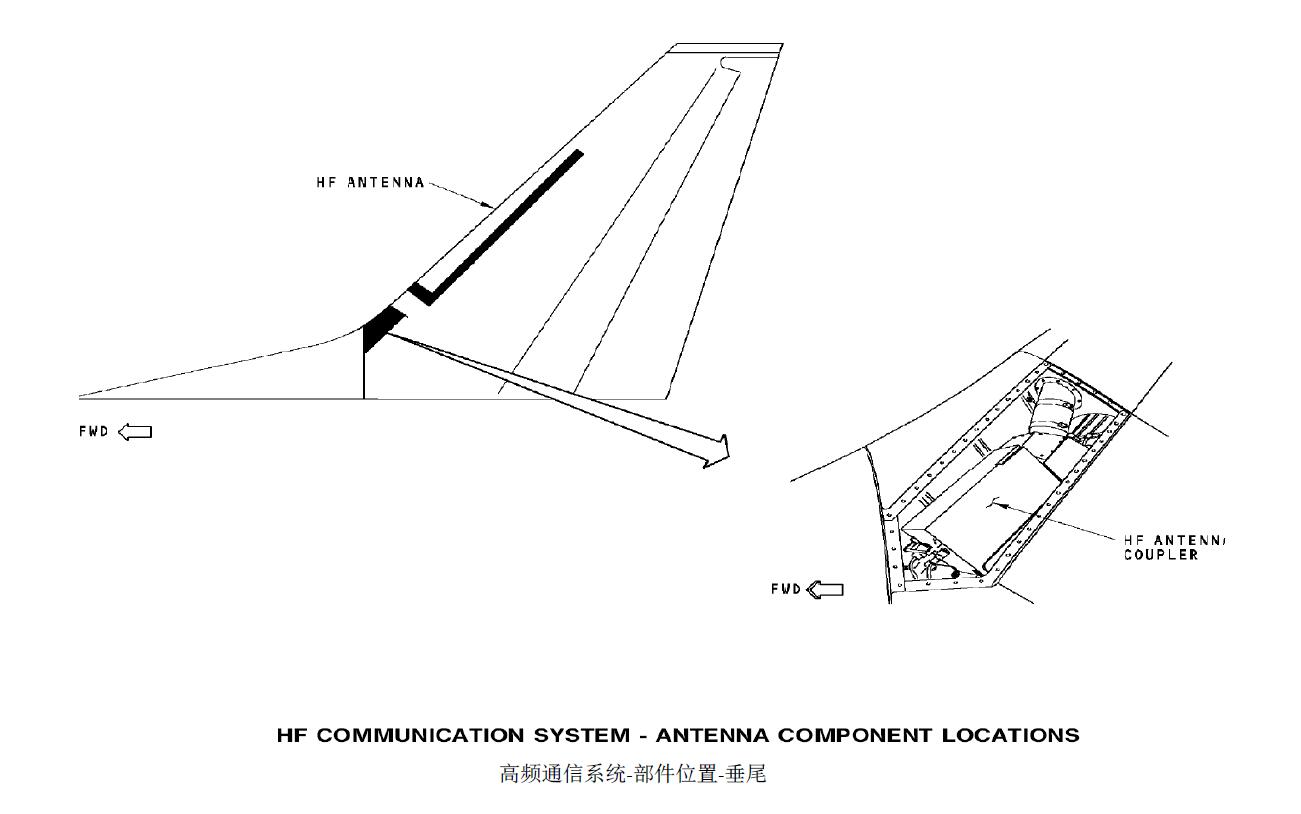 HF ANTENNA
FWD
HF ANTENN
COUPLER
FWD
HF COMMUNICATION SYSTEM - ANTENNA COMPONENT LOCATIONS
高频通信系统-部件位置-垂尾